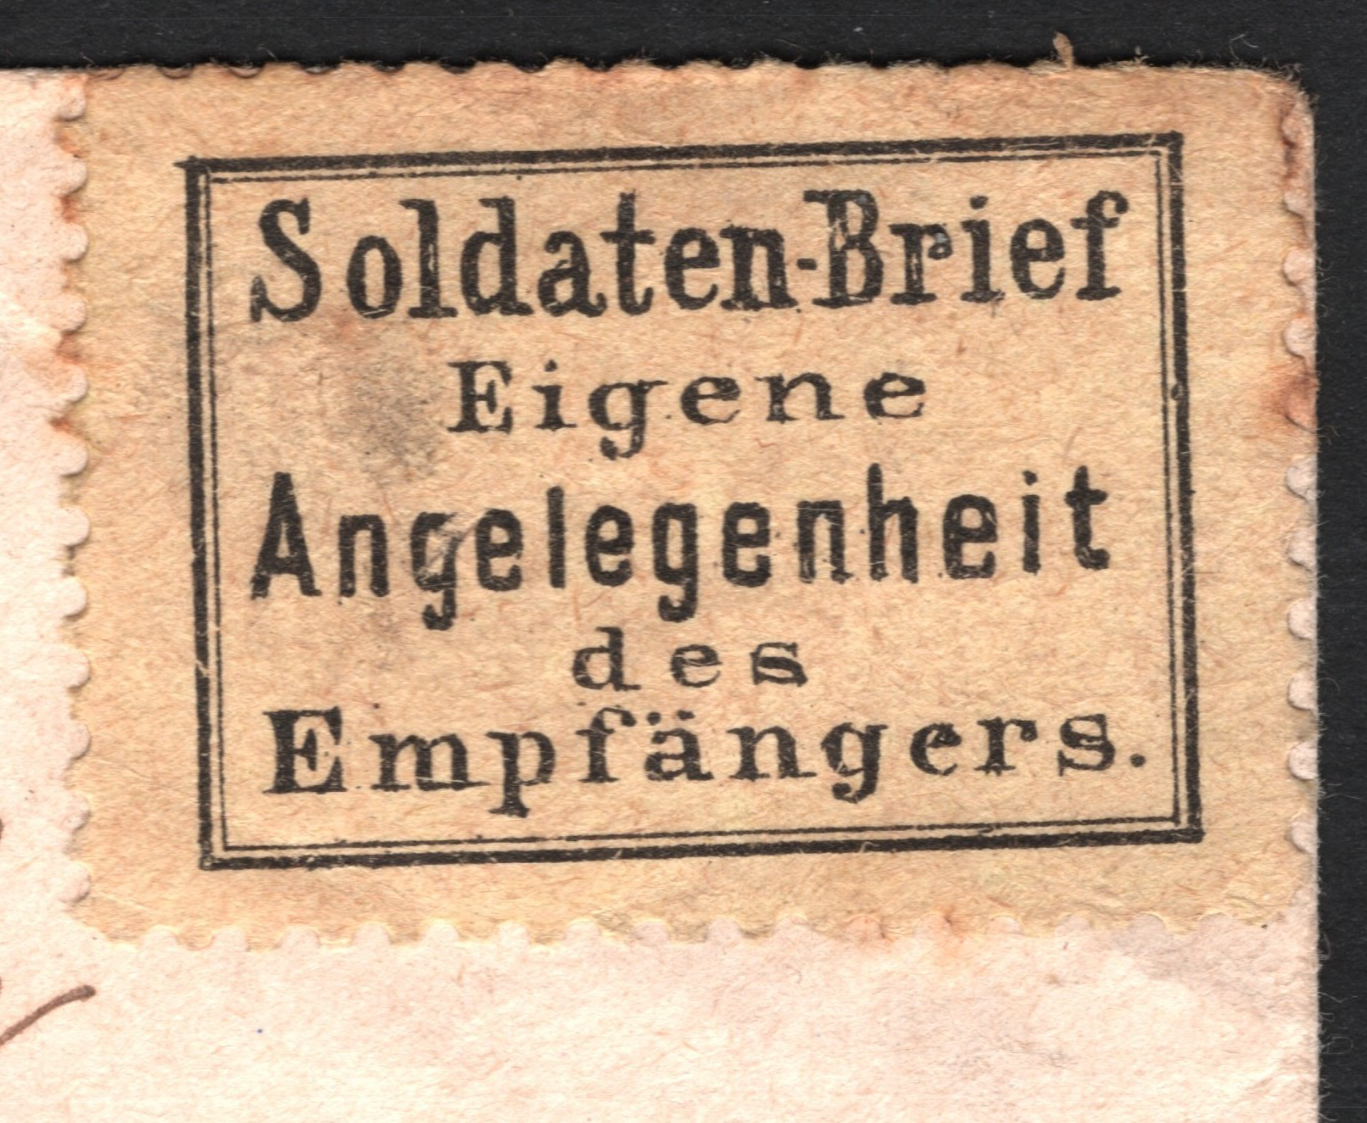 Soldaten-Brief
Eigene
Angelegenheit
des
Empfängers.